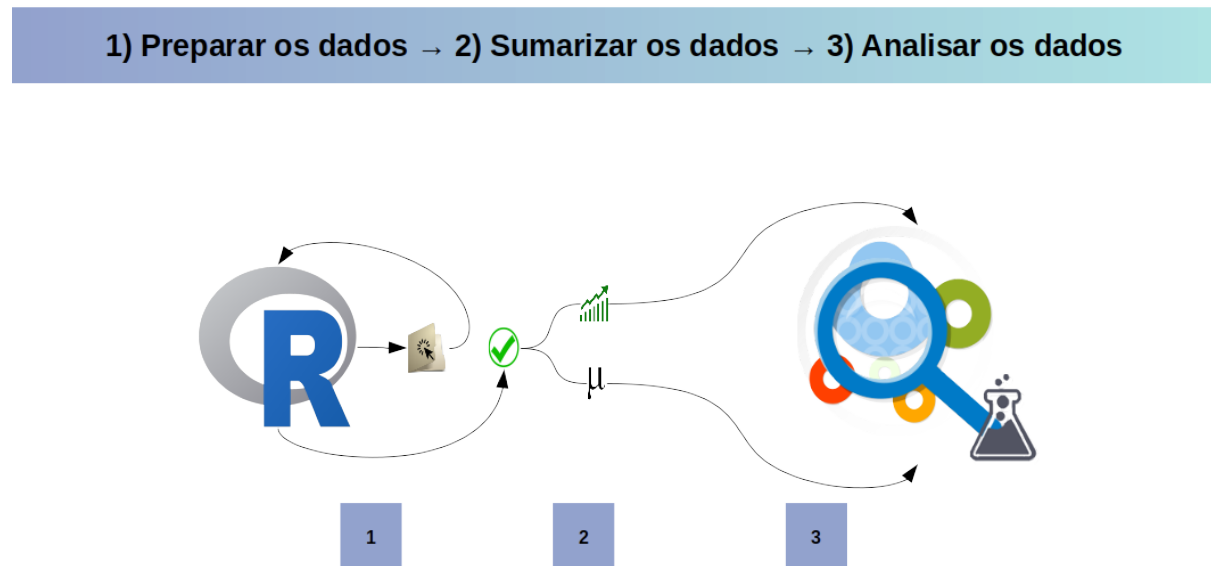 1) Preparar os dados → 2) Sumarizar os dados → 3) Analisar os dados
R
μ
1
2
3